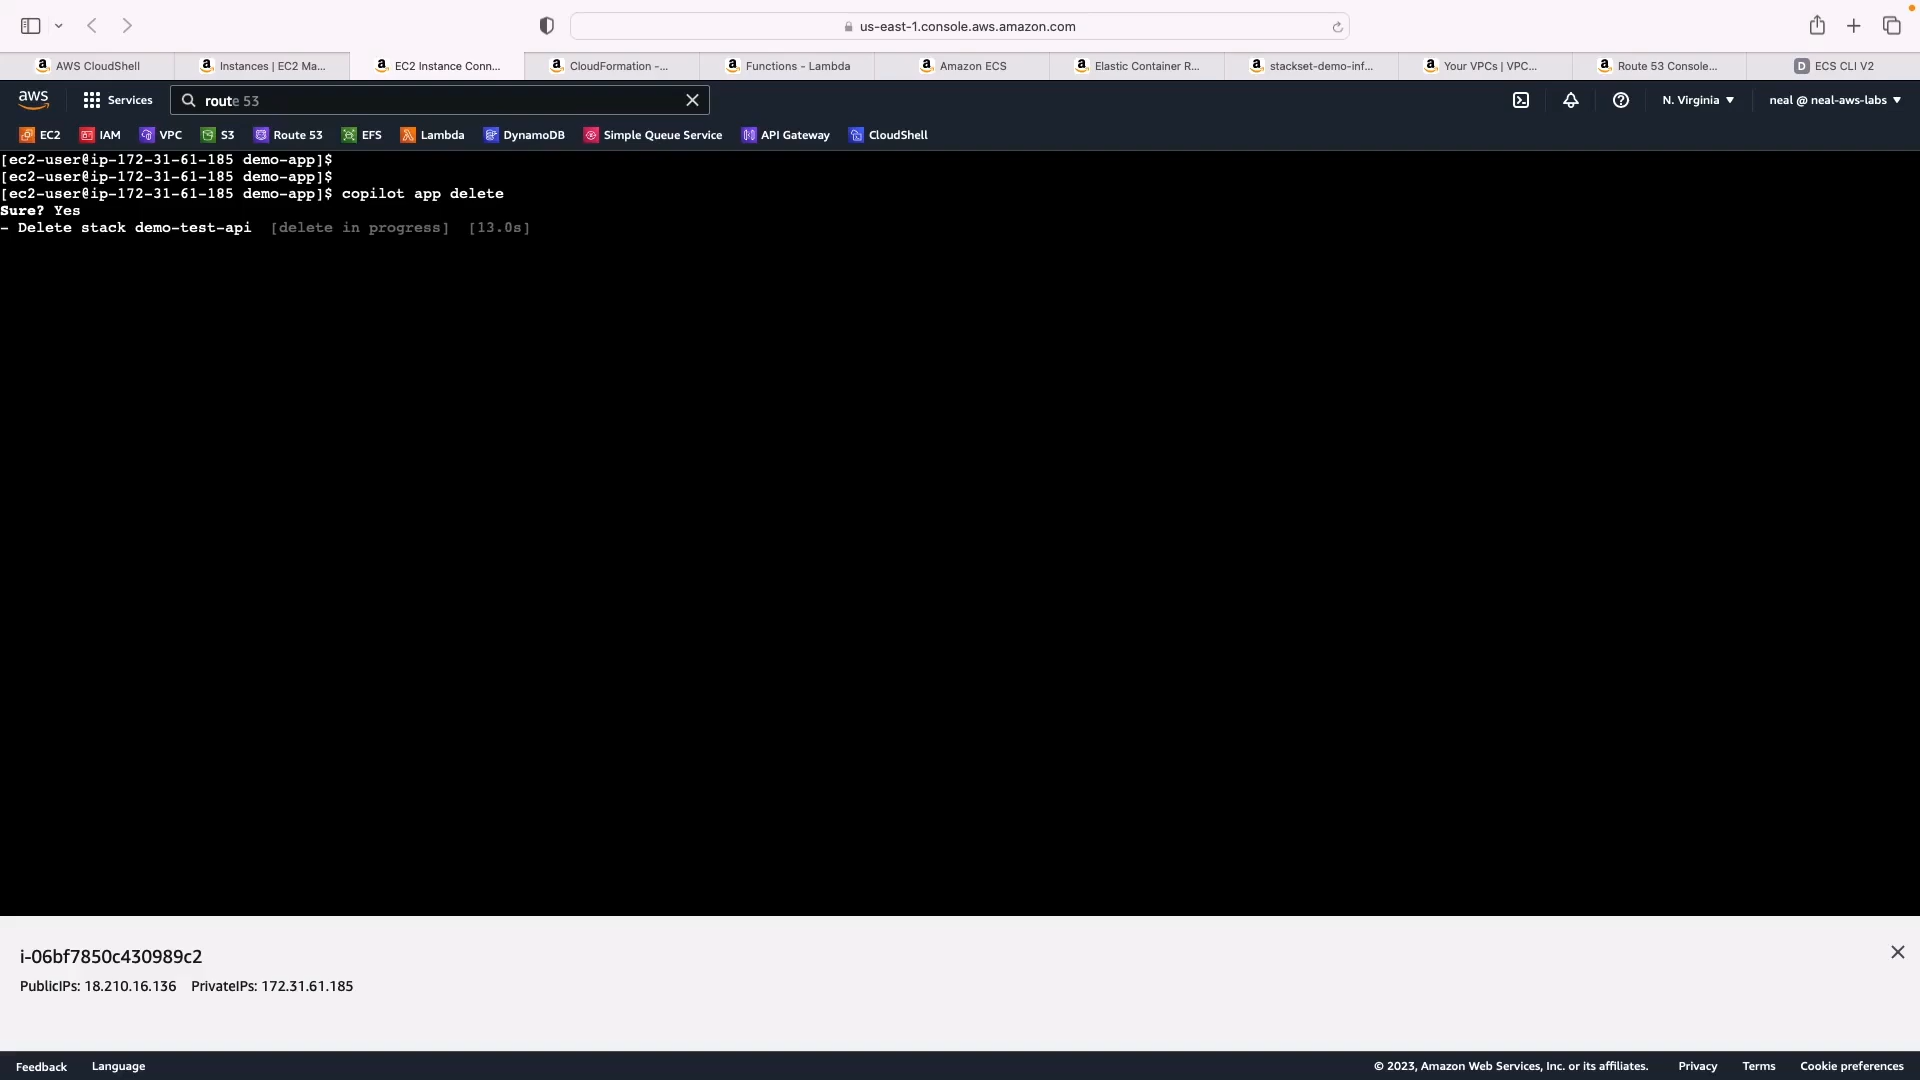 us-east-1.console.aws.amazon.com
AWS CloudShell
Instances | EC2 Ma...
EC2 Instance Conn...
CloudFormation -...
Functions - Lambda
Amazon ECS
Elastic Container R...
stackset-demo-inf...
Your VPCs | VPC...
Route 53 Console...
D ECS CLI V2
aws
Services
route 53
N. Virginia
neal @ neal-aws-labs
EC2
IAM
VPC
S3
Route 53
EFS
Lambda
DynamoDB
Simple Queue Service
API Gateway
CloudShell
[ec2-user@ip-172-31-61-185 demo-app]$
[ec2-user@ip-172-31-61-185 demo-app]$
[ec2-user@ip-172-31-61-185 demo-app]$ copilot app delete
Sure? Yes
- Delete stack demo-test-api [delete in progress] [13.0s]
i-06bf7850c430989c2
PublicIPs: 18.210.16.136 PrivateIPs: 172.31.61.185
Feedback
Language
© 2023, Amazon Web Services, Inc. or its affiliates.
Privacy
Terms
Cookie preferences